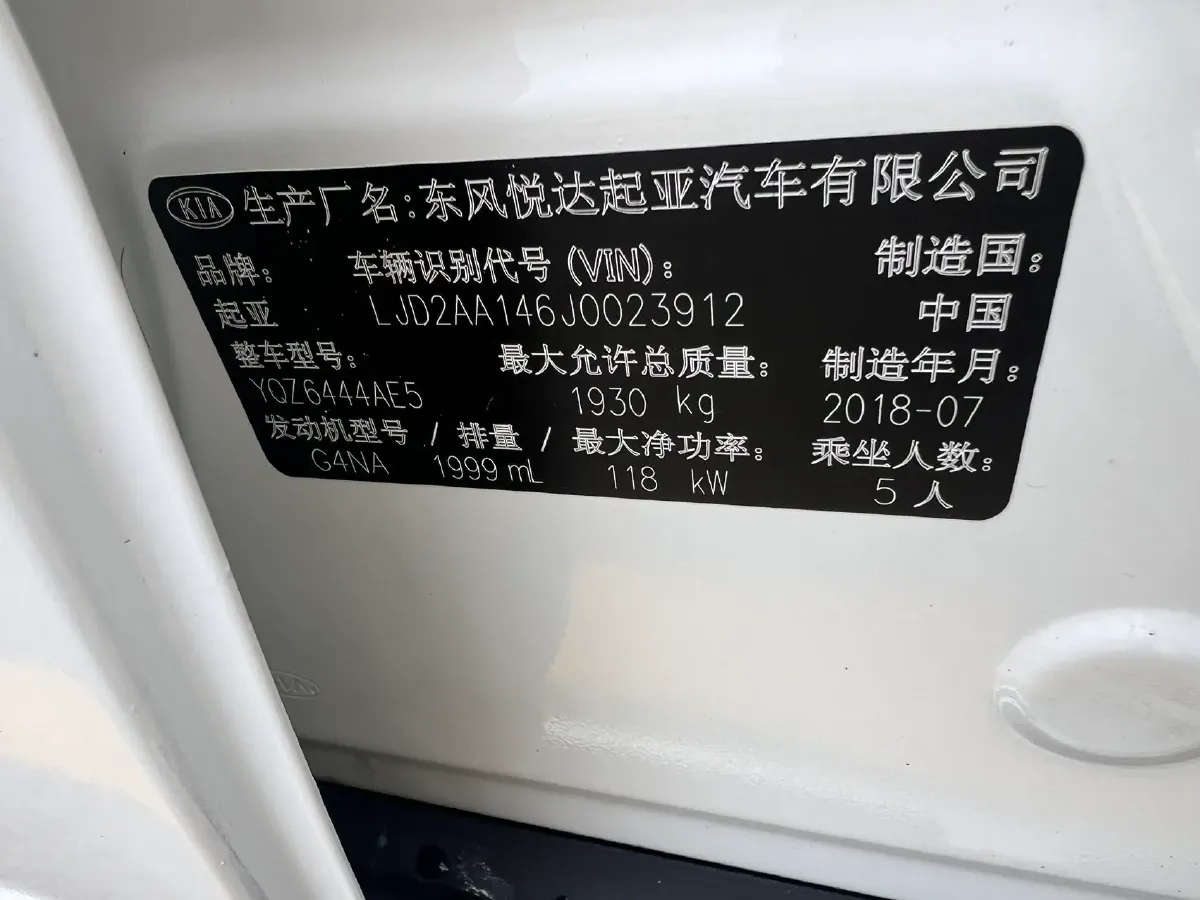 KIA 生产厂名:东风悦达起亚汽车有限公司
品牌: 车辆识别代号(VIN): 制造国:
起亚 LJD2AA146J0023912 中国
整车型号: 最大允许总质量: 制造年月:
YQZ6444AE5 1930 kg 2018-07
发动机型号 / 排量 / 最大净功率: 乘坐人数:
G4NA 1999 mL 118 kW 5人